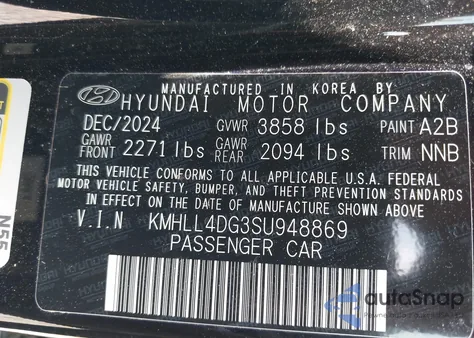 MANUFACTURED IN KOREA BY
HYUNDAI MOTOR COMPANY
DEC/2024 GVWR 3858 lbs PAINT A2B
GAWR FRONT 2271 lbs GAWR REAR 2094 lbs TRIM NNB
THIS VEHICLE CONFORMS TO ALL APPLICABLE U.S.A. FEDERAL
MOTOR VEHICLE SAFETY, BUMPER, AND THEFT PREVENTION STANDARDS
IN EFFECT ON THE DATE OF MANUFACTURE SHOWN ABOVE
V.I.N KMHLL4DG3SU948869
PASSENGER CAR
N55
autoSnap